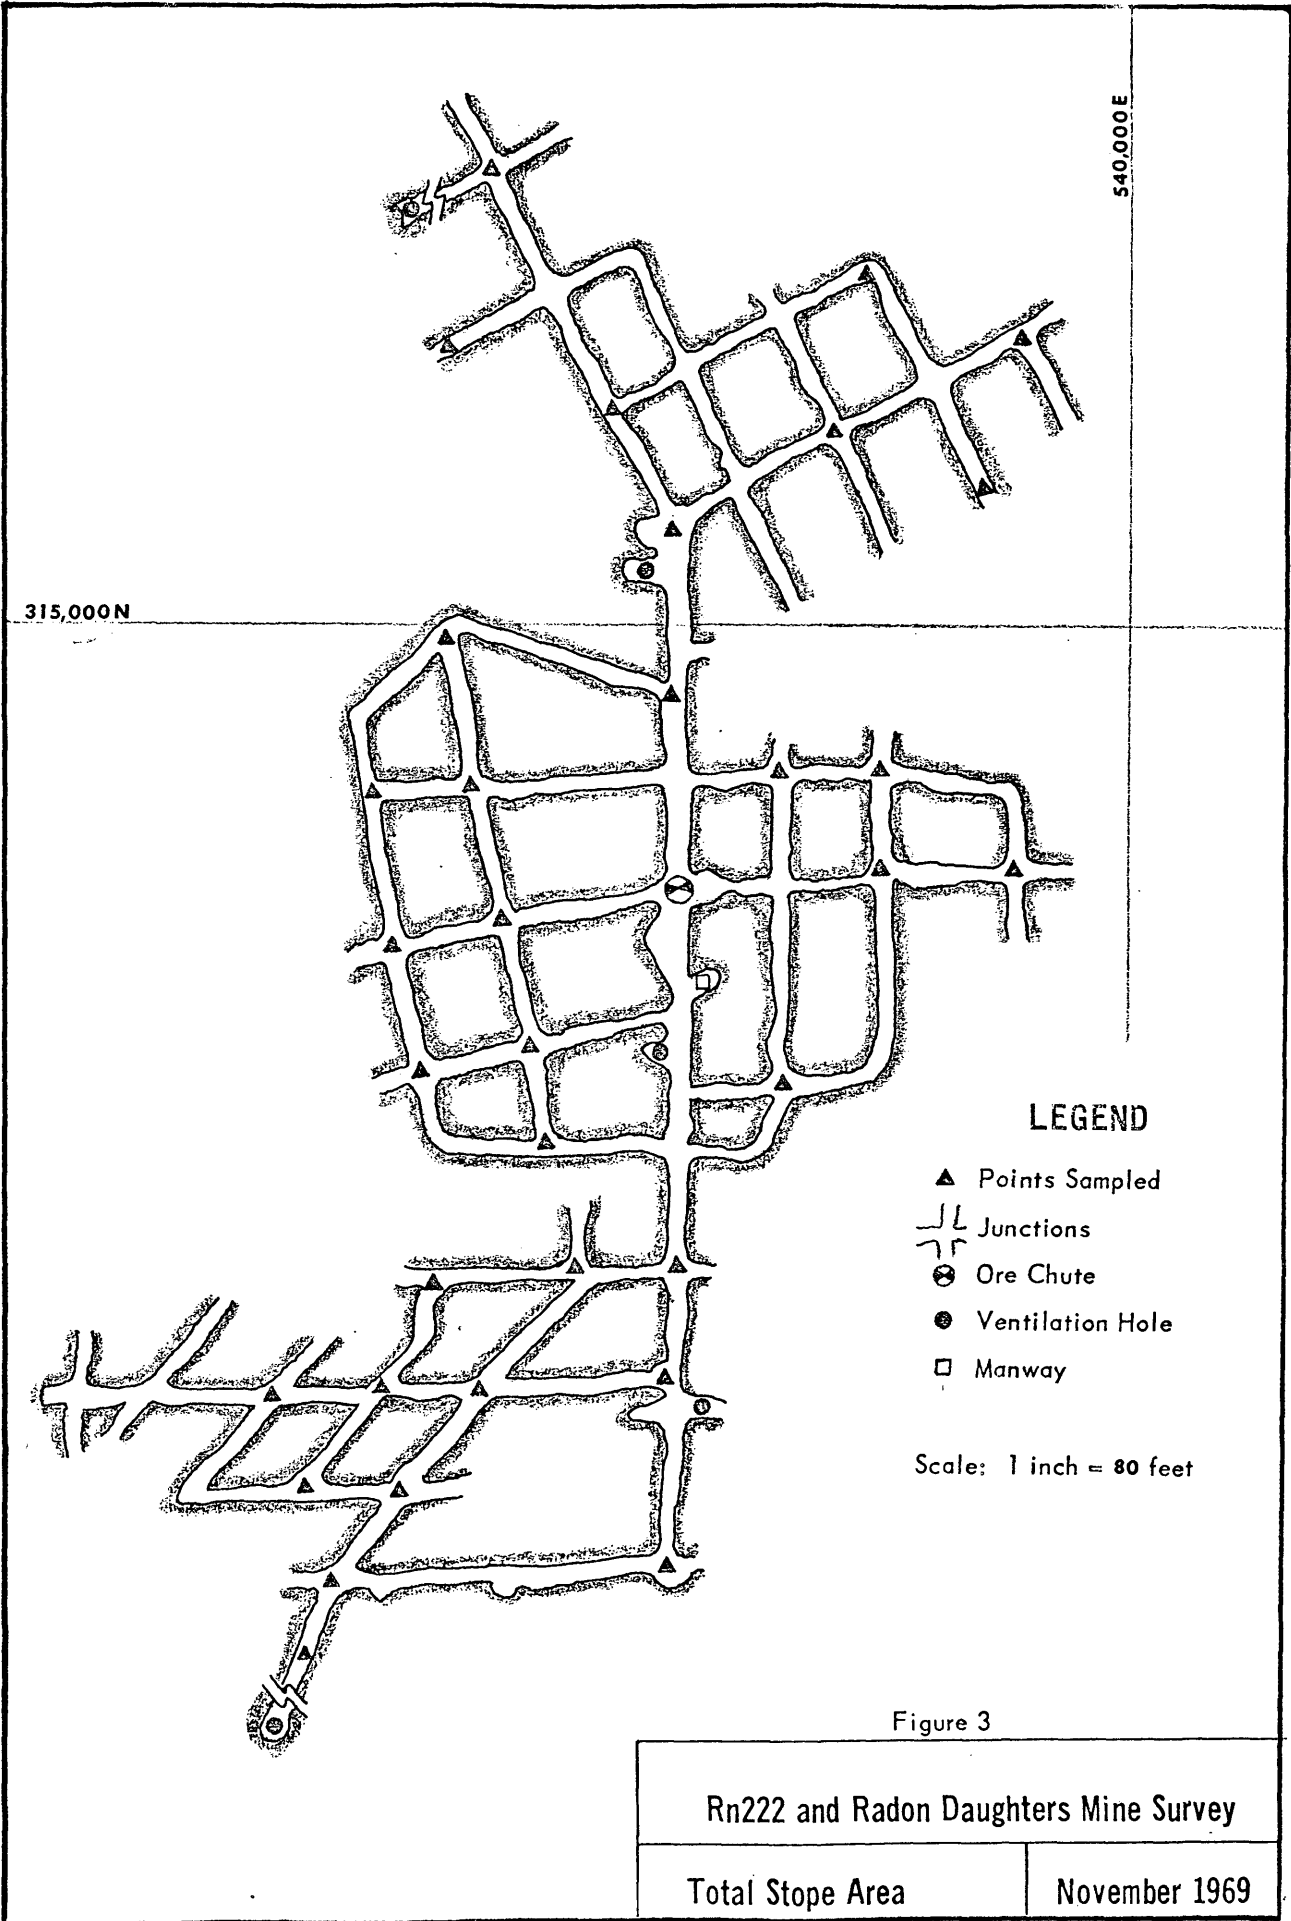 540,000E
315,000N
LEGEND
Points Sampled
Junctions
Ore Chute
Ventilation Hole
Manway
Scale: 1 inch = 80 feet
Figure 3
Rn222 and Radon Daughters Mine Survey
Total Stope Area
November 1969